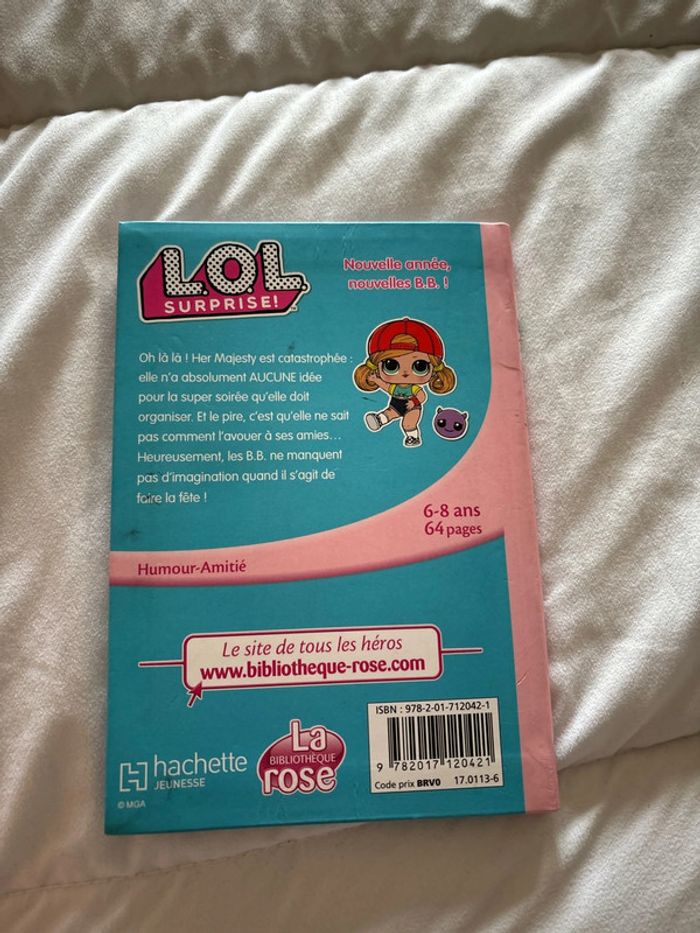 L.O.L.
SURPRISE!
Nouvelle année,
nouvelles B.B. !
Oh là là ! Her Majesty est catastrophée :
elle n'a absolument AUCUNE idée
pour la super soirée qu'elle doit
organiser. Et le pire, c'est qu'elle ne sait
pas comment l'avouer à ses amies...
Heureusement, les B.B. ne manquent
pas d'imagination quand il s'agit de
faire la fête !
6-8 ans
64 pages
Humour-Amitié
Le site de tous les héros
www.bibliotheque-rose.com
hachette
JEUNESSE
© MGA
La
BIBLIOTHÈQUE
rose
ISBN : 978-2-01-712042-1
9 782017 120421
Code prix BRV0 17.0113-6